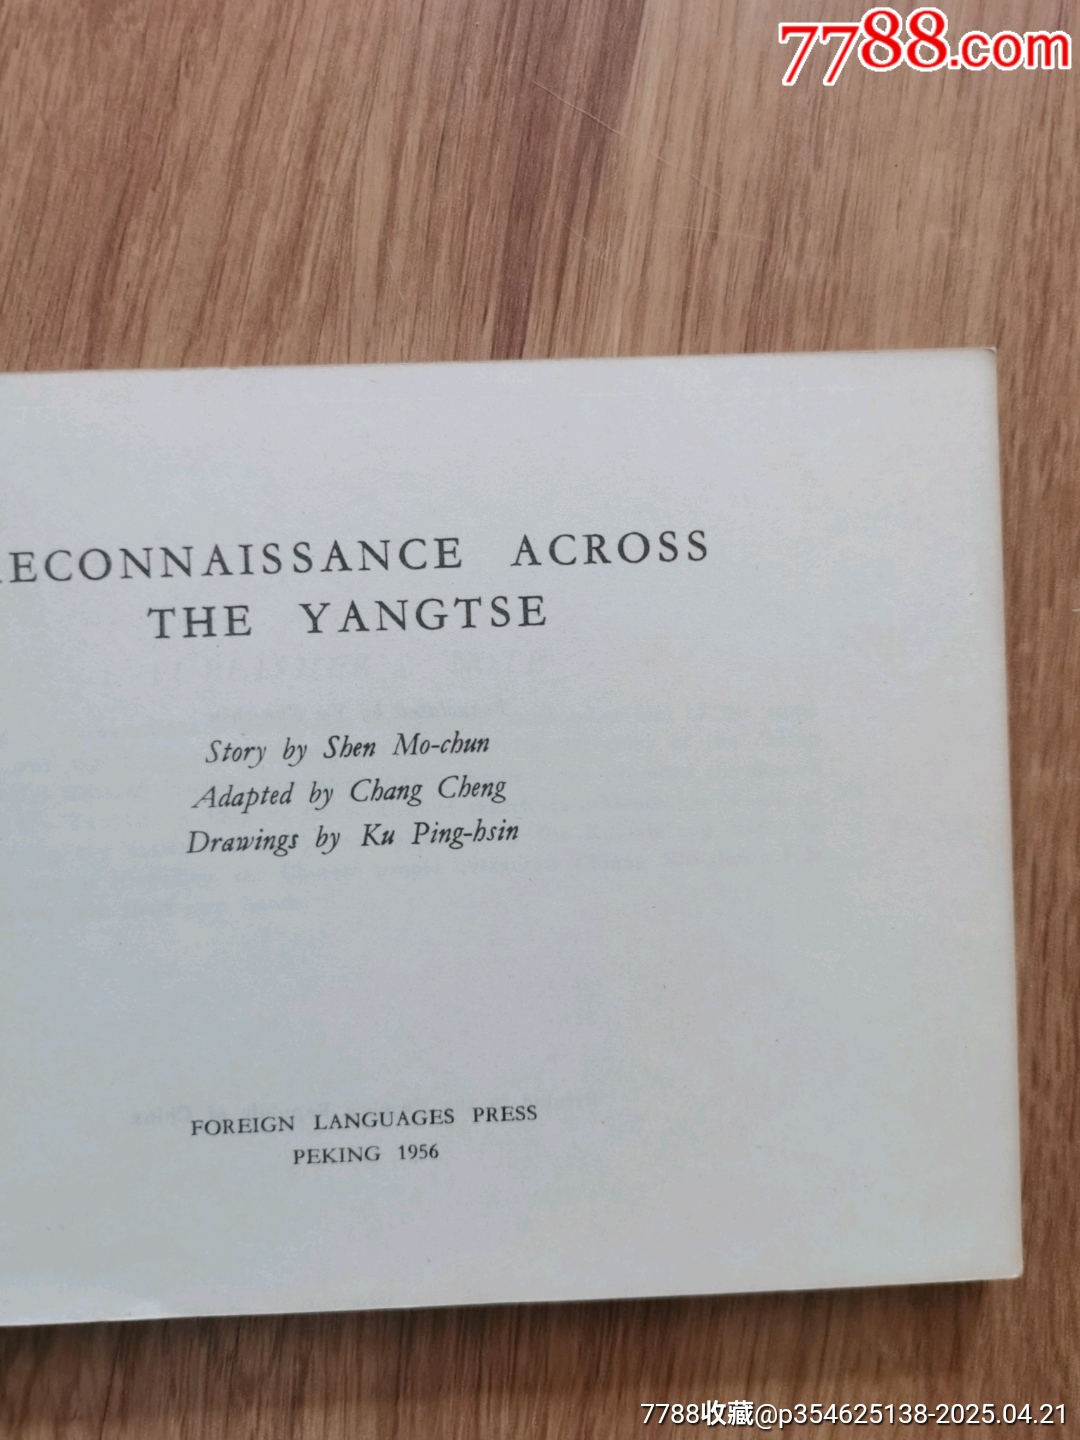 7788.com
RECONNAISSANCE ACROSS
THE YANGTSE
Story by Shen Mo-chun
Adapted by Chang Cheng
Drawings by Ku Ping-hsin
FOREIGN LANGUAGES PRESS
PEKING 1956
7788收藏@p354625138-2025.04.21